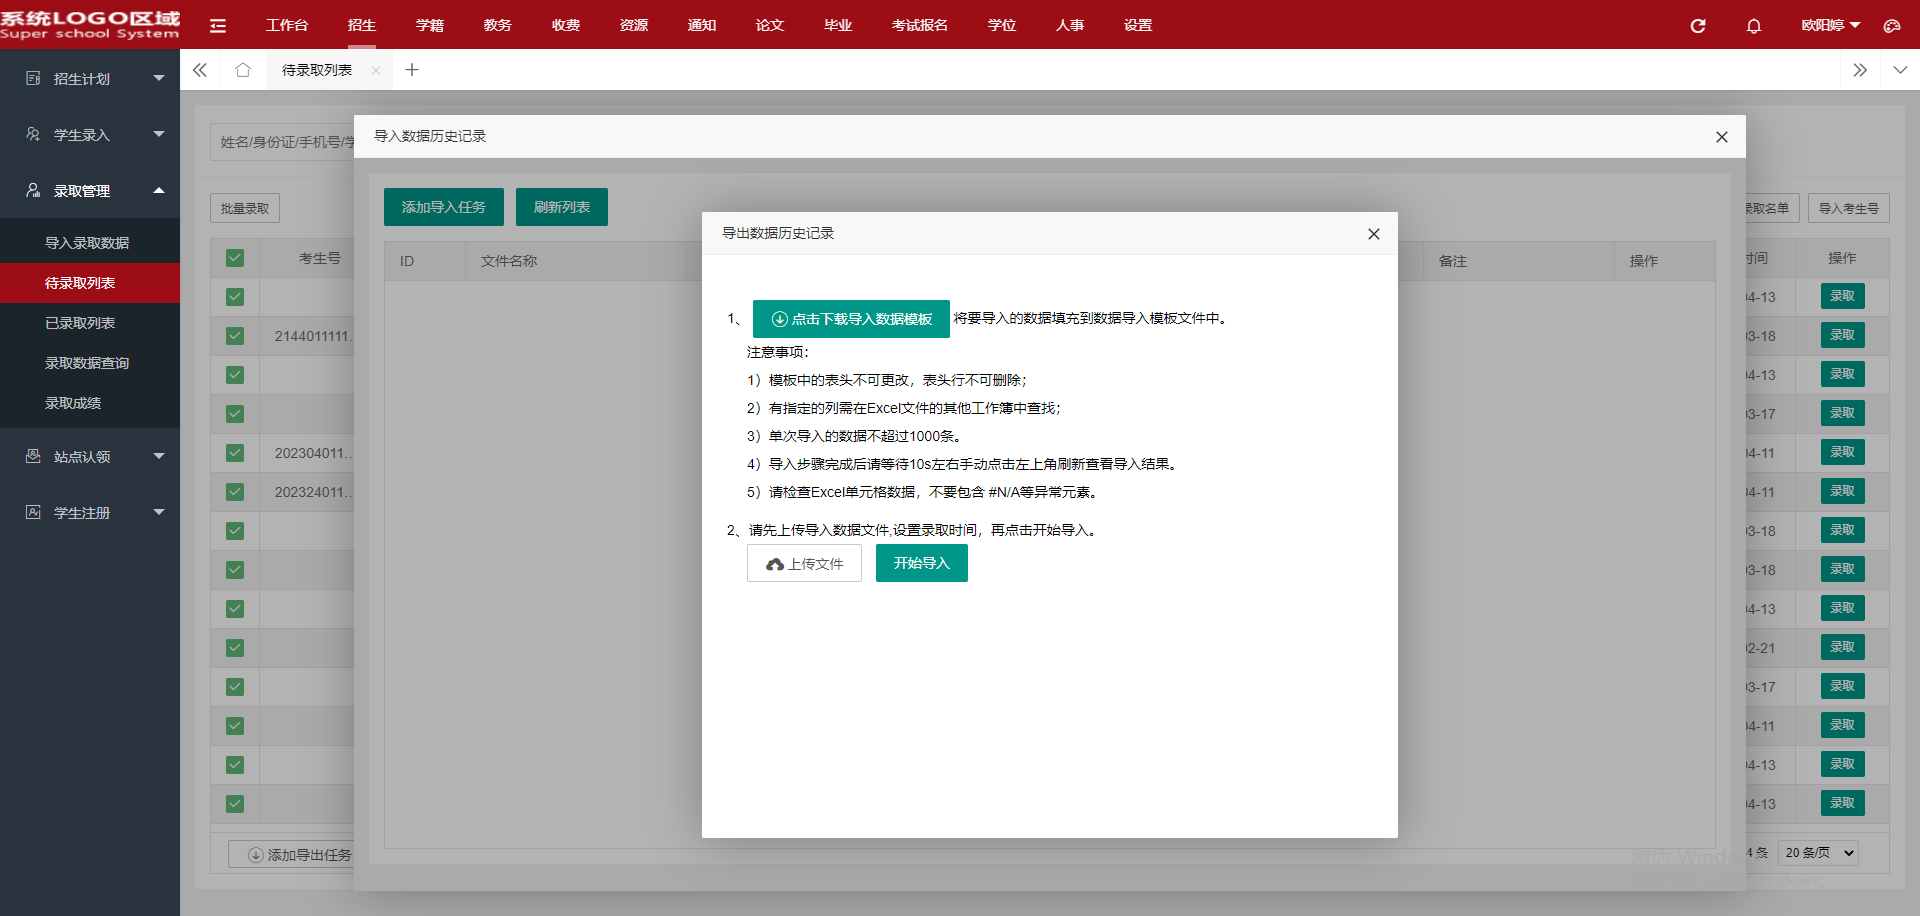 系统LOGO区域
Super school System
工作台 招生 学籍 教务 收费 资源 通知 论文 毕业 考试报名 学位 人事 设置
欧阳婷
招生计划
学生录入
录取管理
导入录取数据
待录取列表
已录取列表
录取数据查询
录取成绩
站点认领
学生注册
待录取列表
姓名/身份证/手机号/学
批量录取
录取名单
导入考生号
考生号
时间
操作
04-13 录取
2144011111... 03-18 录取
04-13 录取
03-17 录取
202304011... 04-11 录取
202324011... 04-11 录取
03-18 录取
03-18 录取
04-13 录取
02-21 录取
03-17 录取
04-11 录取
04-13 录取
04-13 录取
添加导出任务
4 条
20 条/页
导入数据历史记录
添加导入任务
刷新列表
ID
文件名称
备注
操作
导出数据历史记录
1、 点击下载导入数据模板 将要导入的数据填充到数据导入模板文件中。
注意事项：
1）模板中的表头不可更改，表头行不可删除；
2）有指定的列需在Excel文件的其他工作簿中查找；
3）单次导入的数据不超过1000条。
4）导入步骤完成后请等待10s左右手动点击左上角刷新查看导入结果。
5）请检查Excel单元格数据，不要包含 #N/A等异常元素。
2、请先上传导入数据文件,设置录取时间，再点击开始导入。
上传文件
开始导入